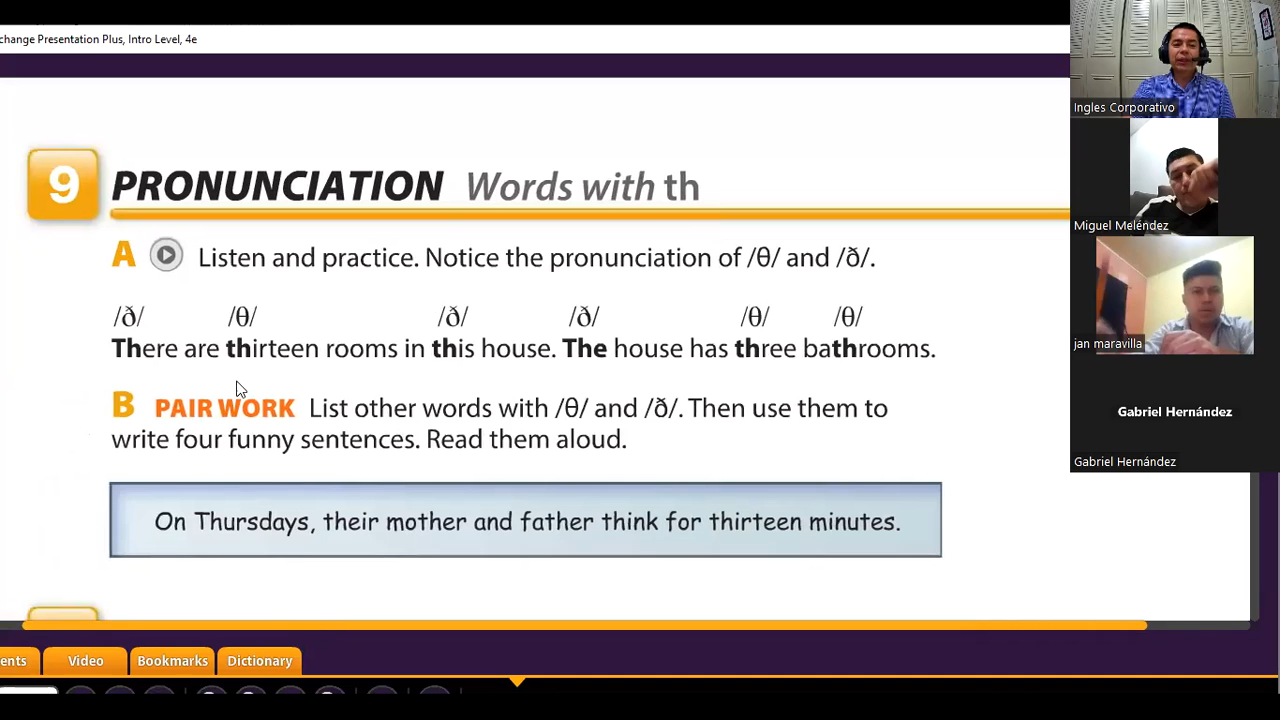 change Presentation Plus, Intro Level, 4e
9 PRONUNCIATION Words with th
A Listen and practice. Notice the pronunciation of /θ/ and /ð/.
/ð/ /θ/ /ð/ /ð/ /θ/ /θ/
There are thirteen rooms in this house. The house has three bathrooms.
B PAIR WORK List other words with /θ/ and /ð/. Then use them to
write four funny sentences. Read them aloud.
On Thursdays, their mother and father think for thirteen minutes.
ents Video Bookmarks Dictionary
Ingles Corporativo
Miguel Meléndez
jan maravilla
Gabriel Hernández
Gabriel Hernández